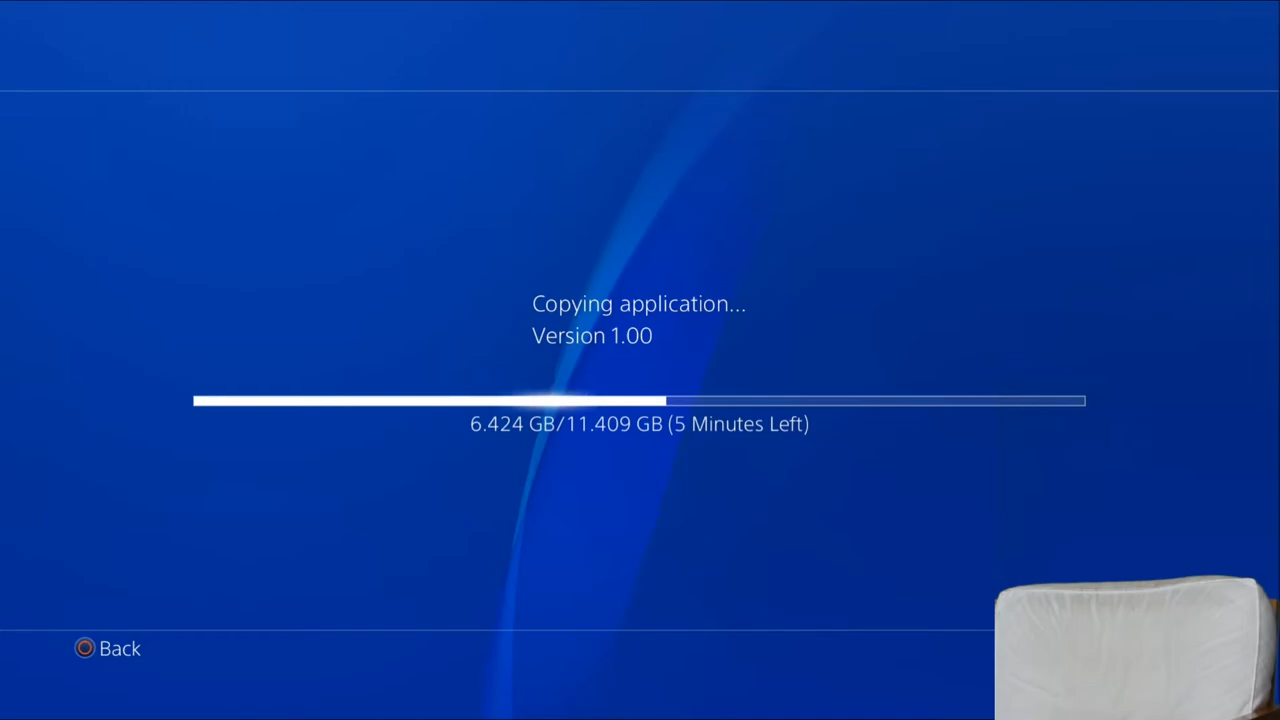 Copying application...
Version 1.00
6.424 GB/11.409 GB (5 Minutes Left)
Back